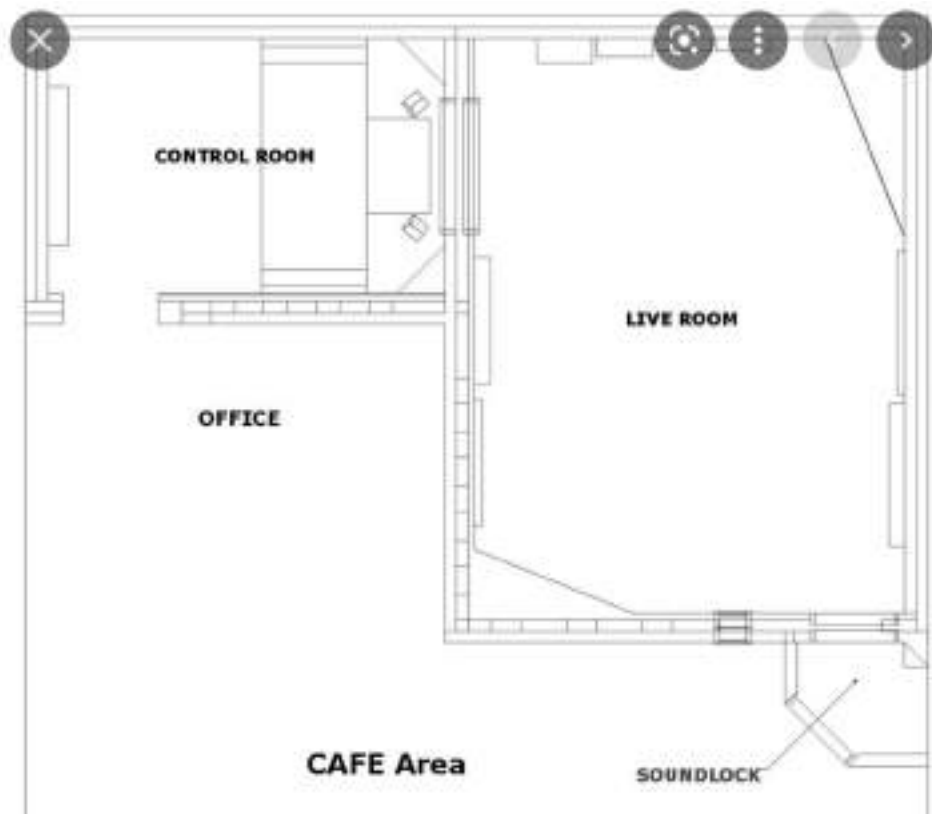 CONTROL ROOM
LIVE ROOM
OFFICE
CAFE Area
SOUNDLOCK